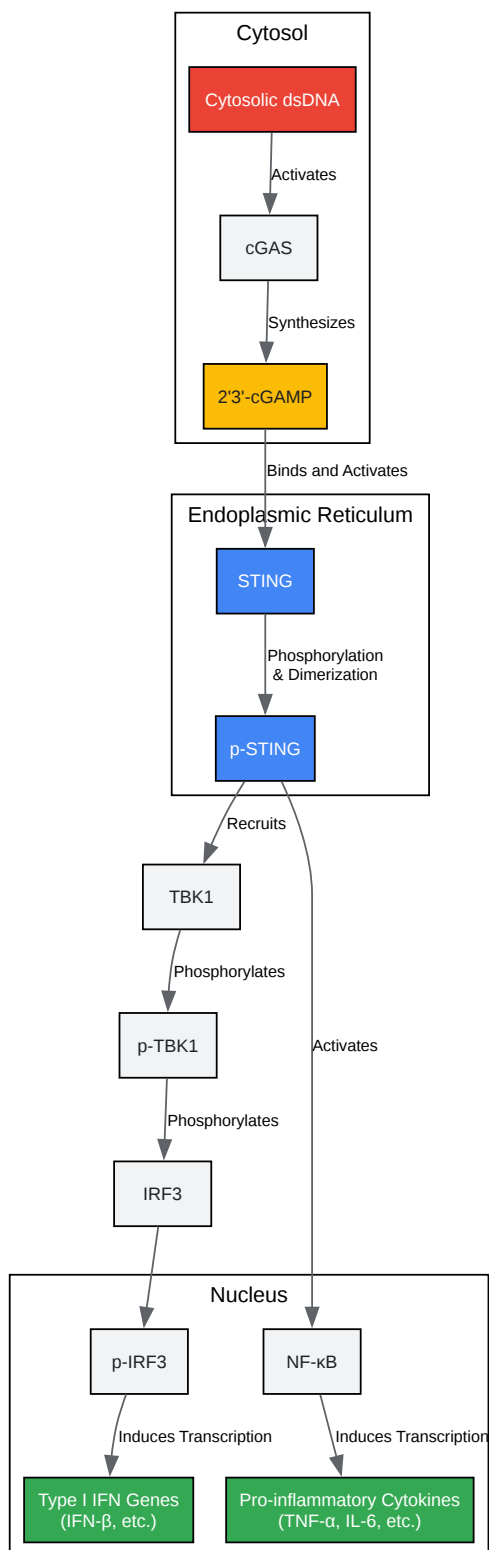 Cytosol
Cytosolic dsDNA
Activates
cGAS
Synthesizes
2'3'-cGAMP
Binds and Activates
Endoplasmic Reticulum
STING
Phosphorylation
& Dimerization
p-STING
Recruits
TBK1
Phosphorylates
p-TBK1
Activates
Phosphorylates
IRF3
Nucleus
p-IRF3
NF-κB
Induces Transcription
Induces Transcription
Type I IFN Genes
(IFN-β, etc.)
Pro-inflammatory Cytokines
(TNF-α, IL-6, etc.)